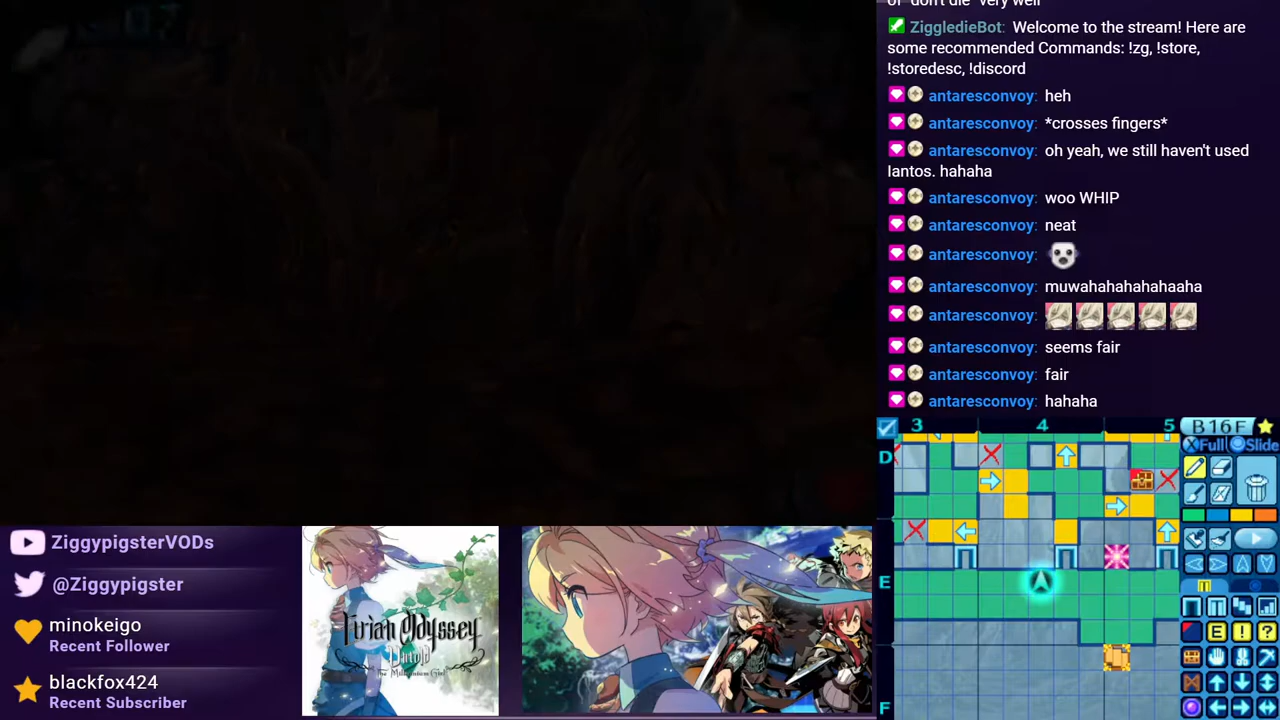 of "don't die" very well
ZiggledieBot: Welcome to the stream! Here are
some recommended Commands: !zg, !store,
!storedesc, !discord
antaresconvoy: heh
antaresconvoy: *crosses fingers*
antaresconvoy: oh yeah, we still haven't used
Iantos. hahaha
antaresconvoy: woo WHIP
antaresconvoy: neat
antaresconvoy:
antaresconvoy: muwahahahahahaaha
antaresconvoy:
antaresconvoy: seems fair
antaresconvoy: fair
antaresconvoy: hahaha
3 4 5 B16F
X Full Slide
D
E
F
E ! ?
ZiggypigsterVODs
@Ziggypigster
minokeigo
Recent Follower
blackfox424
Recent Subscriber
Odyssey
Untold
The Millennium Girl